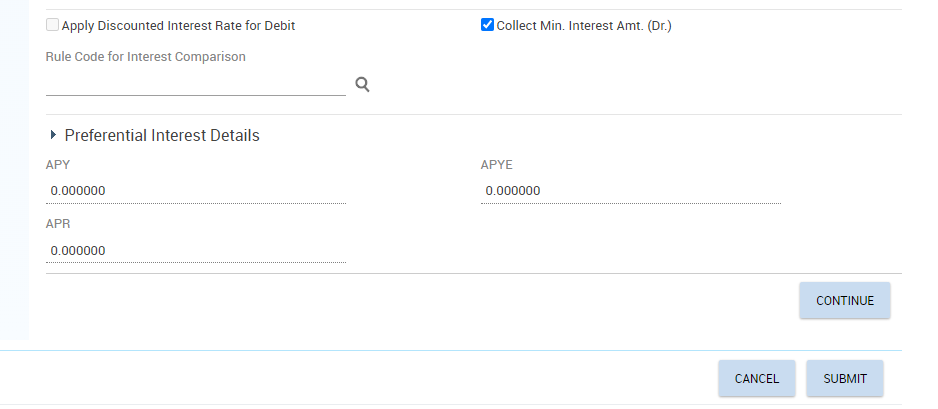 Apply Discounted Interest Rate for Debit
Collect Min. Interest Amt. (Dr.)
Rule Code for Interest Comparison
Preferential Interest Details
APY
APYE
0.000000
0.000000
APR
0.000000
CONTINUE
CANCEL
SUBMIT